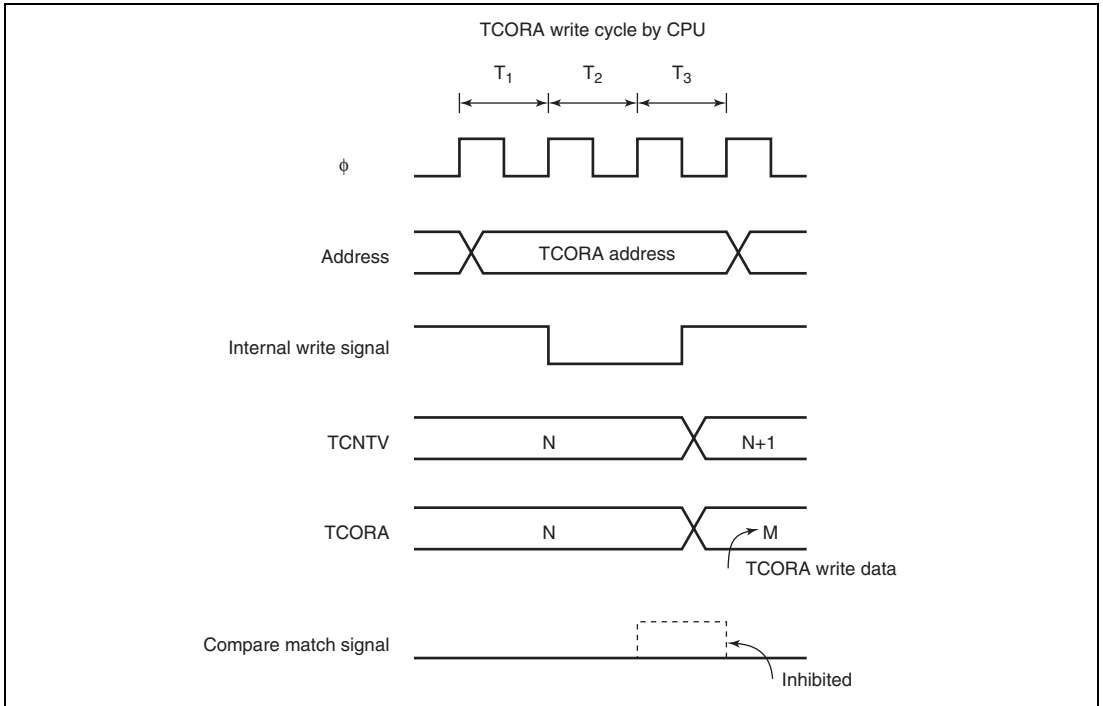 TCORA write cycle by CPU
T1 T2 T3
φ
Address TCORA address
Internal write signal
TCNTV N N+1
TCORA N M
TCORA write data
Compare match signal
Inhibited